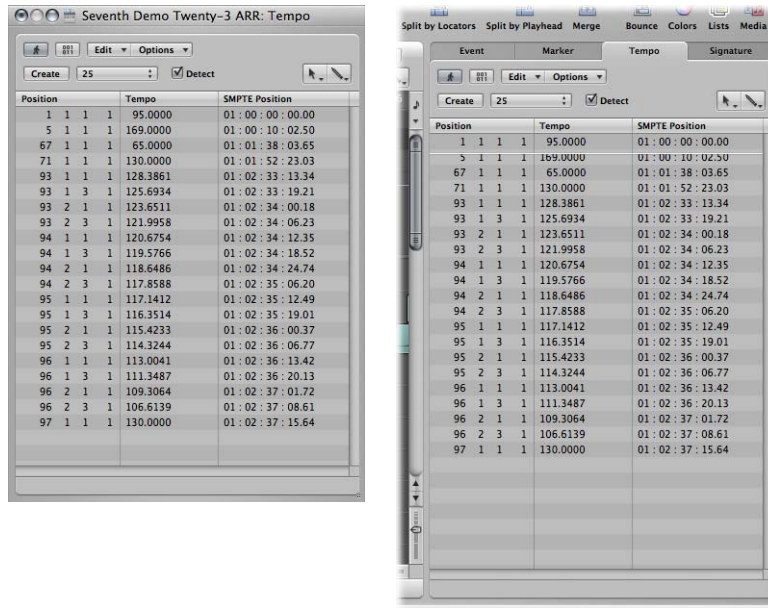 Seventh Demo Twenty-3 ARR: Tempo
Edit Options
Create 25 Detect
Position Tempo SMPTE Position
1 1 1 1 95.0000 01 : 00 : 00 : 00.00
5 1 1 1 169.0000 01 : 00 : 10 : 02.50
67 1 1 1 65.0000 01 : 01 : 38 : 03.65
71 1 1 1 130.0000 01 : 01 : 52 : 23.03
93 1 1 1 128.3861 01 : 02 : 33 : 13.34
93 1 3 1 125.6934 01 : 02 : 33 : 19.21
93 2 1 1 123.6511 01 : 02 : 34 : 00.18
93 2 3 1 121.9958 01 : 02 : 34 : 06.23
94 1 1 1 120.6754 01 : 02 : 34 : 12.35
94 1 3 1 119.5766 01 : 02 : 34 : 18.52
94 2 1 1 118.6486 01 : 02 : 34 : 24.74
94 2 3 1 117.8588 01 : 02 : 35 : 06.20
95 1 1 1 117.1412 01 : 02 : 35 : 12.49
95 1 3 1 116.3514 01 : 02 : 35 : 19.01
95 2 1 1 115.4233 01 : 02 : 36 : 00.37
95 2 3 1 114.3244 01 : 02 : 36 : 06.77
96 1 1 1 113.0041 01 : 02 : 36 : 13.42
96 1 3 1 111.3487 01 : 02 : 36 : 20.13
96 2 1 1 109.3064 01 : 02 : 37 : 01.72
96 2 3 1 106.6139 01 : 02 : 37 : 08.61
97 1 1 1 130.0000 01 : 02 : 37 : 15.64
Split by Locators Split by Playhead Merge Bounce Colors Lists Media
Event Marker Tempo Signature
Edit Options
Create 25 Detect
Position Tempo SMPTE Position
1 1 1 1 95.0000 01 : 00 : 00 : 00.00
5 1 1 1 169.0000 01 : 00 : 10 : 02.50
67 1 1 1 65.0000 01 : 01 : 38 : 03.65
71 1 1 1 130.0000 01 : 01 : 52 : 23.03
93 1 1 1 128.3861 01 : 02 : 33 : 13.34
93 1 3 1 125.6934 01 : 02 : 33 : 19.21
93 2 1 1 123.6511 01 : 02 : 34 : 00.18
93 2 3 1 121.9958 01 : 02 : 34 : 06.23
94 1 1 1 120.6754 01 : 02 : 34 : 12.35
94 1 3 1 119.5766 01 : 02 : 34 : 18.52
94 2 1 1 118.6486 01 : 02 : 34 : 24.74
94 2 3 1 117.8588 01 : 02 : 35 : 06.20
95 1 1 1 117.1412 01 : 02 : 35 : 12.49
95 1 3 1 116.3514 01 : 02 : 35 : 19.01
95 2 1 1 115.4233 01 : 02 : 36 : 00.37
95 2 3 1 114.3244 01 : 02 : 36 : 06.77
96 1 1 1 113.0041 01 : 02 : 36 : 13.42
96 1 3 1 111.3487 01 : 02 : 36 : 20.13
96 2 1 1 109.3064 01 : 02 : 37 : 01.72
96 2 3 1 106.6139 01 : 02 : 37 : 08.61
97 1 1 1 130.0000 01 : 02 : 37 : 15.64